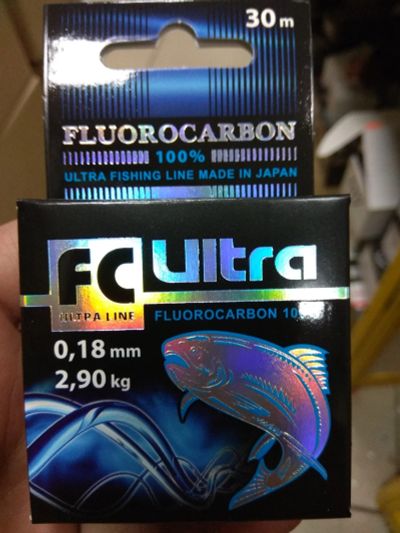 30 m
FLUOROCARBON
100%
ULTRA FISHING LINE MADE IN JAPAN
FC Ultra
ULTRA LINE
FLUOROCARBON
0,18 mm
2,90 kg